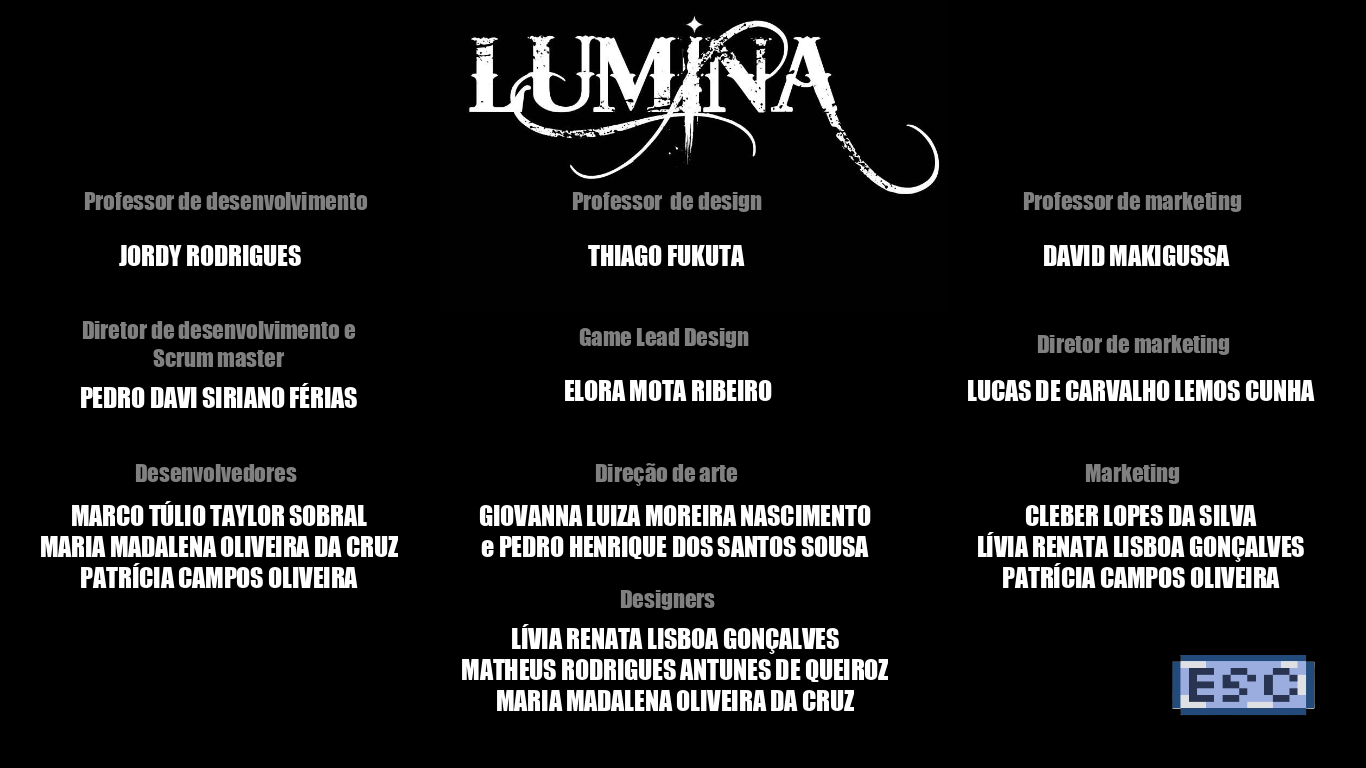 LUMINA
Professor de desenvolvimento
JORDY RODRIGUES
Professor de design
THIAGO FUKUTA
Professor de marketing
DAVID MAKIGUSSA
Diretor de desenvolvimento e
Scrum master
PEDRO DAVI SIRIANO FÉRIAS
Game Lead Design
ELORA MOTA RIBEIRO
Diretor de marketing
LUCAS DE CARVALHO LEMOS CUNHA
Desenvolvedores
MARCO TÚLIO TAYLOR SOBRAL
MARIA MADALENA OLIVEIRA DA CRUZ
PATRÍCIA CAMPOS OLIVEIRA
Direção de arte
GIOVANNA LUIZA MOREIRA NASCIMENTO
e PEDRO HENRIQUE DOS SANTOS SOUSA
Marketing
CLEBER LOPES DA SILVA
LÍVIA RENATA LISBOA GONÇALVES
PATRÍCIA CAMPOS OLIVEIRA
Designers
LÍVIA RENATA LISBOA GONÇALVES
MATHEUS RODRIGUES ANTUNES DE QUEIROZ
MARIA MADALENA OLIVEIRA DA CRUZ
ESC